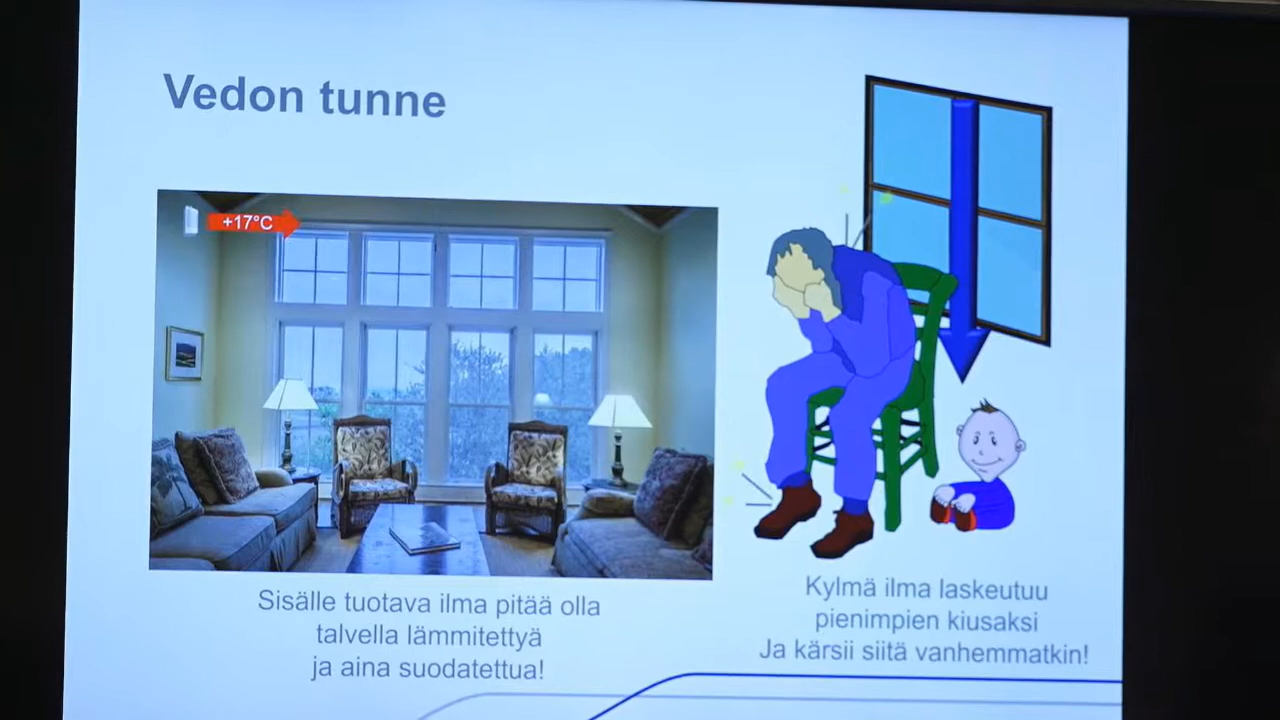 Vedon tunne
+17°C
Sisälle tuotava ilma pitää olla
talvella lämmitettyä
ja aina suodatettua!
Kylmä ilma laskeutuu
pienimpien kiusaksi
Ja kärsii siitä vanhemmatkin!